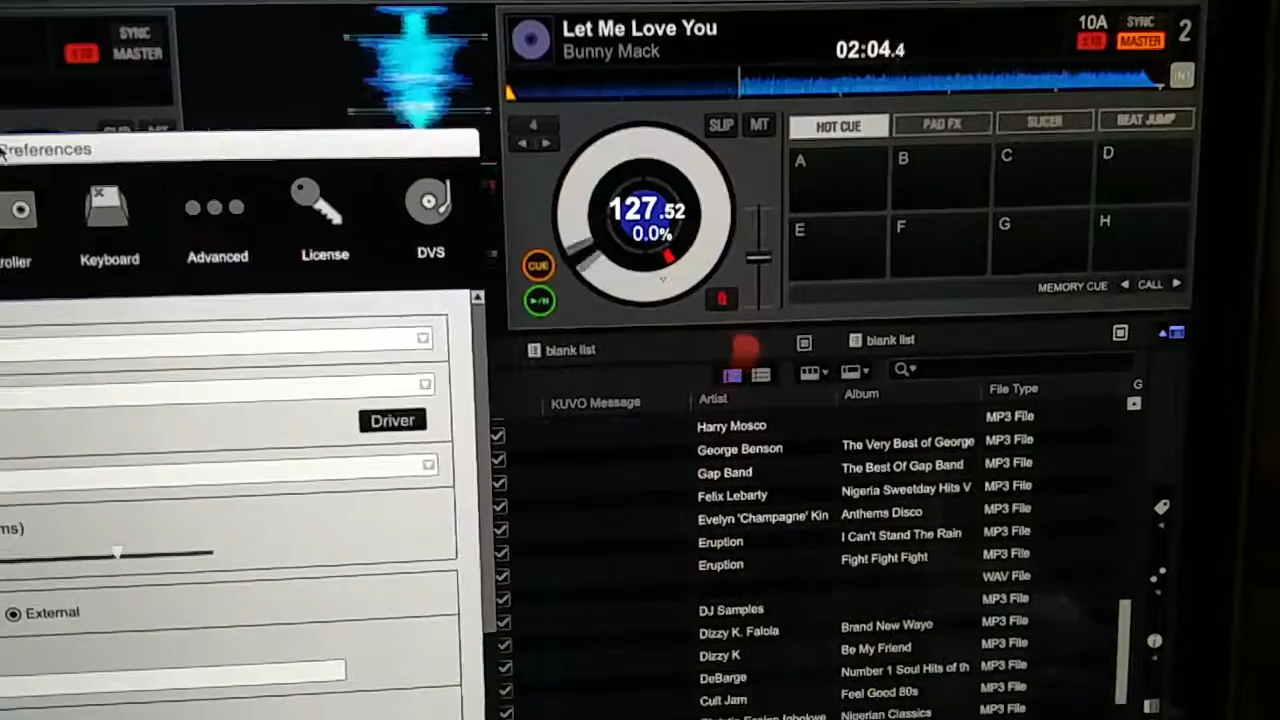 SYNC
MASTER
Let Me Love You
Bunny Mack
02:04.4
10A
SYNC
MASTER
2
INT
4
SLIP
MT
HOT CUE
PAD FX
SLICER
BEAT JUMP
A
B
C
D
E
F
G
H
127.52
0.0%
CUE
MEMORY CUE
CALL
Preferences
roller
Keyboard
Advanced
License
DVS
Driver
ms)
External
blank list
blank list
KUVO Message Artist Album File Type G
Harry Mosco MP3 File
George Benson The Very Best of George MP3 File
Gap Band The Best Of Gap Band MP3 File
Felix Lebarty Nigeria Sweetday Hits V MP3 File
Evelyn 'Champagne' Kin Anthems Disco MP3 File
Eruption I Can't Stand The Rain MP3 File
Eruption Fight Fight Fight MP3 File
WAV File
DJ Samples MP3 File
Dizzy K. Falola Brand New Wayo MP3 File
Dizzy K Be My Friend MP3 File
DeBarge Number 1 Soul Hits of th MP3 File
Cult Jam Feel Good 80s MP3 File
Nigerian Classics MP3 File